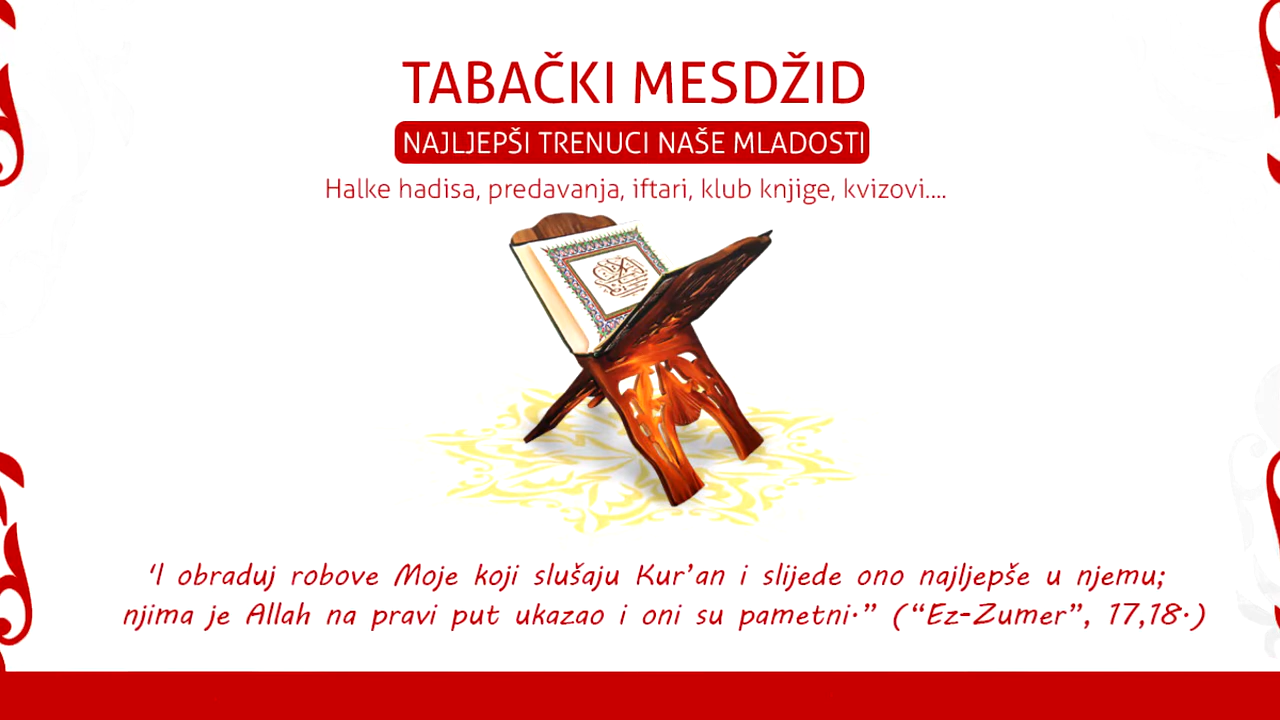 TABAČKI MESDŽID
NAJLJEPŠI TRENUCI NAŠE MLADOSTI
Halke hadisa, predavanja, iftari, klub knjige, kvizovi....
‘I obraduj robove Moje koji slušaju Kur’an i slijede ono najljepše u njemu;
njima je Allah na pravi put ukazao i oni su pametni.” (“Ez-Zumer”, 17,18.)